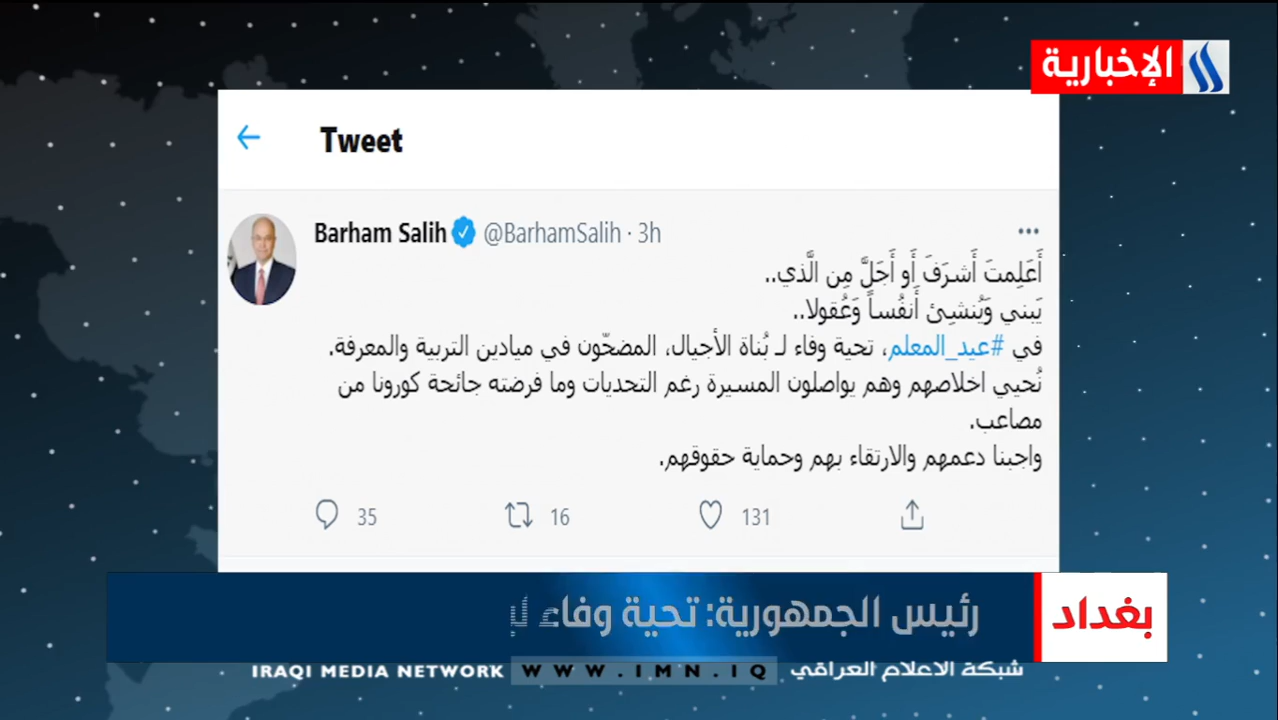 الإخبارية
Tweet
Barham Salih @BarhamSalih · 3h
أَعَلِمتَ أَشرَفَ أَو أَجَلَّ مِن الَّذي..
يَبني وَيُنشِئ أَنفُساً وَعُقولا..
في #عيد_المعلم، تحية وفاء لـ بُناة الأجيال، المضحّون في ميادين التربية والمعرفة.
نُحيي اخلاصهم وهم يواصلون المسيرة رغم التحديات وما فرضته جائحة كورونا من
مصاعب.
واجبنا دعمهم والارتقاء بهم وحماية حقوقهم.
35 16 131
بغداد
رئيس الجمهورية: تحية وفاء
IRAQI MEDIA NETWORK WWW.IMN.IQ شبكة الاعلام العراقي